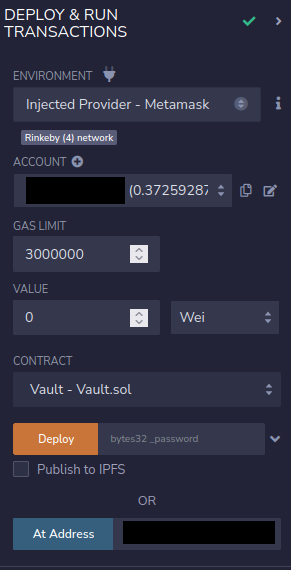 DEPLOY & RUN
TRANSACTIONS
ENVIRONMENT
Injected Provider - Metamask
Rinkeby (4) network
ACCOUNT
(0.37259287
GAS LIMIT
3000000
VALUE
0 Wei
CONTRACT
Vault - Vault.sol
Deploy bytes32 _password
Publish to IPFS
OR
At Address